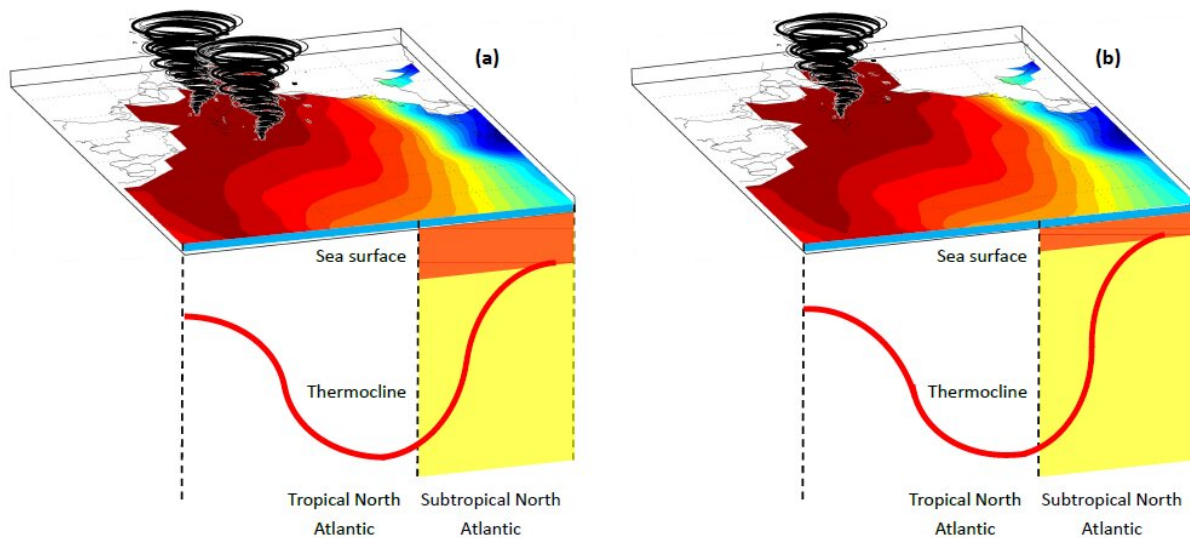 (a)
Sea surface
Thermocline
Tropical North
Atlantic
Subtropical North
Atlantic
(b)
Sea surface
Thermocline
Tropical North
Atlantic
Subtropical North
Atlantic